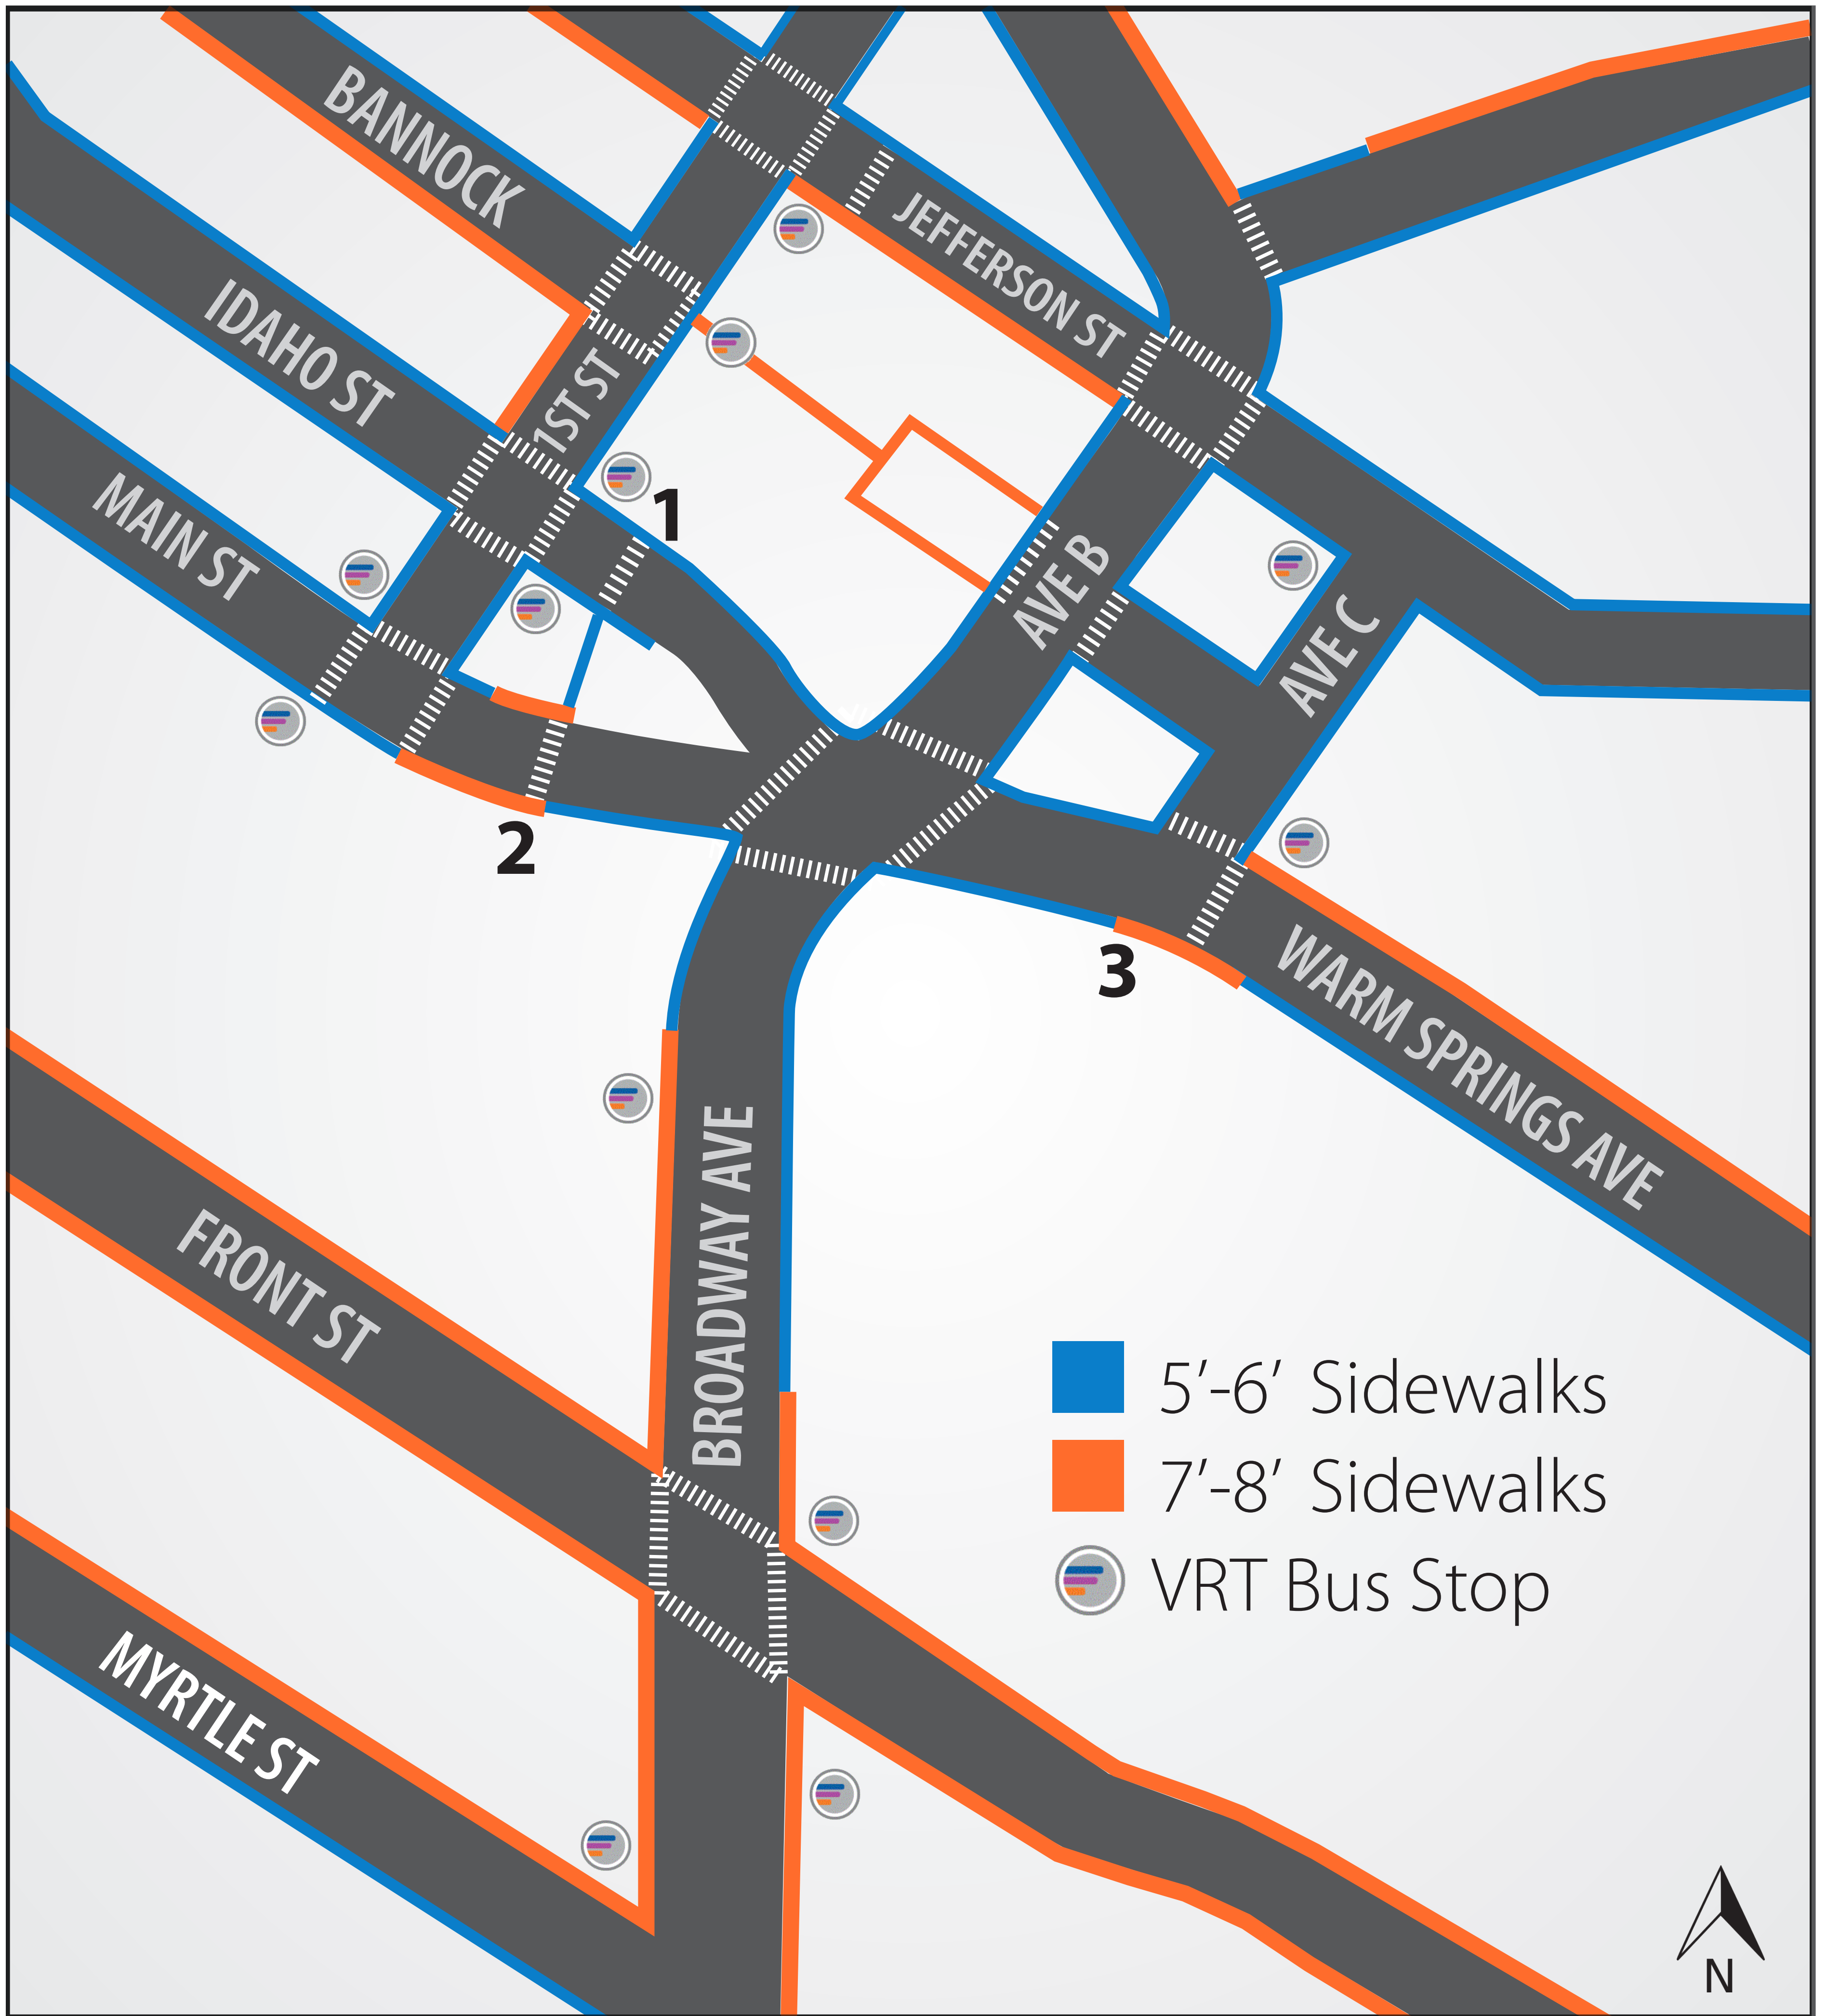 BANNOCK
JEFFERSON ST
IDAHO ST
1ST ST
1
MAIN ST
AVE B
AVE C
2
3
WARM SPRINGS AVE
BROADWAY AVE
FRONT ST
5'-6' Sidewalks
7'-8' Sidewalks
VRT Bus Stop
MYRTLE ST
N